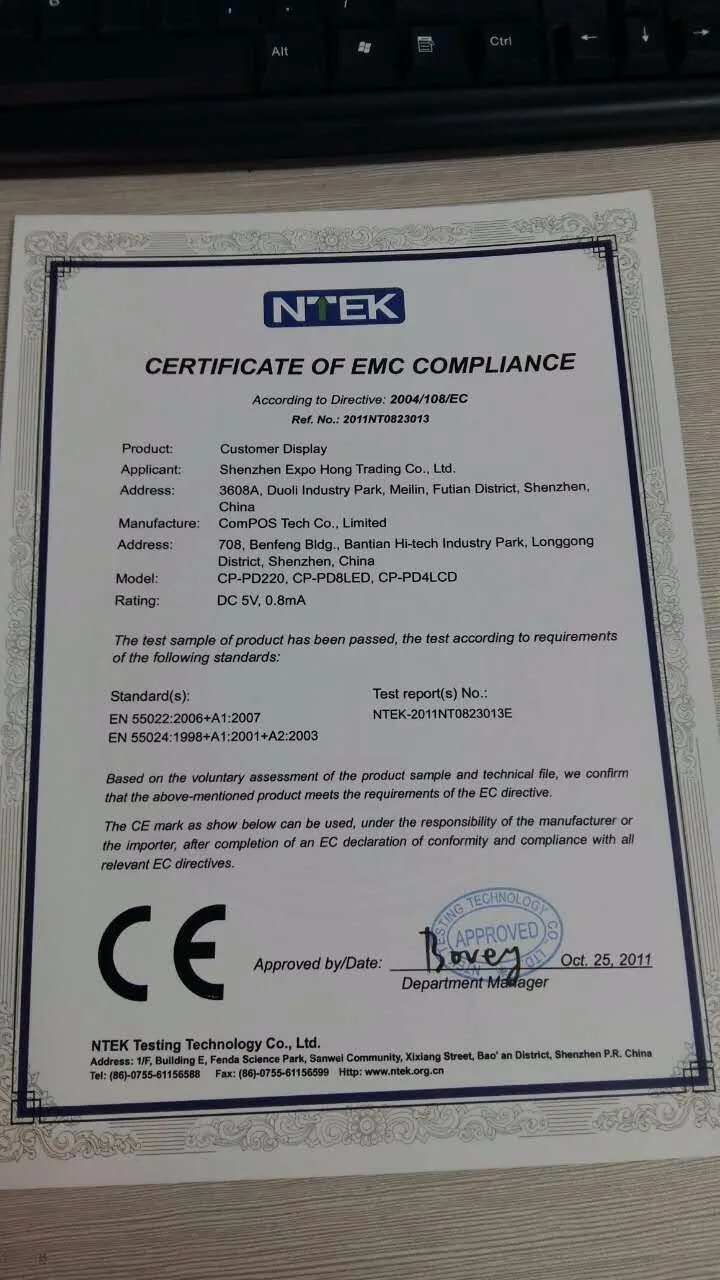 Alt
Ctrl
NTEK
CERTIFICATE OF EMC COMPLIANCE
According to Directive: 2004/108/EC
Ref. No.: 2011NT0823013
Product: Customer Display
Applicant: Shenzhen Expo Hong Trading Co., Ltd.
Address: 3608A, Duoli Industry Park, Meilin, Futian District, Shenzhen,
China
Manufacture: ComPOS Tech Co., Limited
Address: 708, Benfeng Bldg., Bantian Hi-tech Industry Park, Longgong
District, Shenzhen, China
Model: CP-PD220, CP-PD8LED, CP-PD4LCD
Rating: DC 5V, 0.8mA
The test sample of product has been passed, the test according to requirements
of the following standards:
Standard(s): Test report(s) No.:
EN 55022:2006+A1:2007 NTEK-2011NT0823013E
EN 55024:1998+A1:2001+A2:2003
Based on the voluntary assessment of the product sample and technical file, we confirm
that the above-mentioned product meets the requirements of the EC directive.
The CE mark as show below can be used, under the responsibility of the manufacturer or
the importer, after completion of an EC declaration of conformity and compliance with all
relevant EC directives.
CE
TESTING TECHNOLOGY CO
APPROVED
LTD
Approved by/Date: Bovey Oct. 25, 2011
Department Manager
NTEK Testing Technology Co., Ltd.
Address: 1/F, Building E, Fenda Science Park, Sanwei Community, Xixiang Street, Bao' an District, Shenzhen P.R. China
Tel: (86)-0755-61156588 Fax: (86)-0755-61156599 Http: www.ntek.org.cn